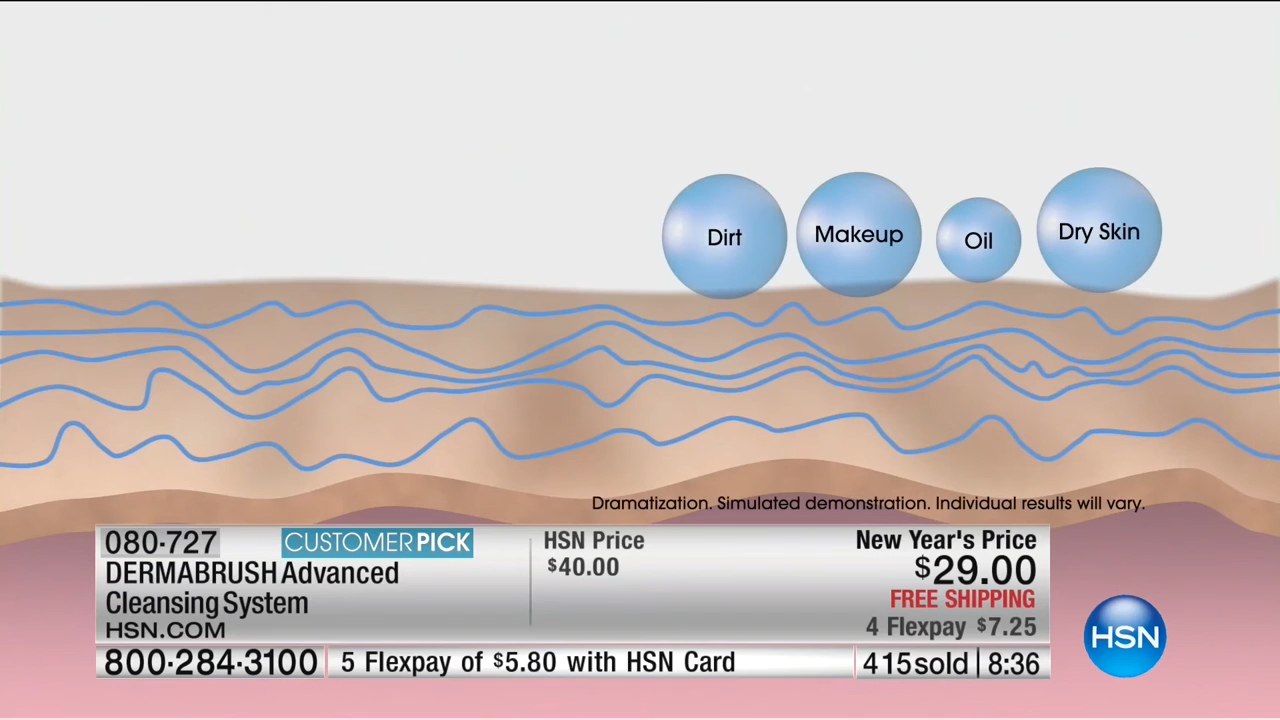 Dirt
Makeup
Oil
Dry Skin
Dramatization. Simulated demonstration. Individual results will vary.
080-727
CUSTOMERPICK
DERMABRUSH Advanced
Cleansing System
HSN.COM
HSN Price
$40.00
New Year's Price
$29.00
FREE SHIPPING
4 Flexpay $7.25
HSN
800-284-3100
5 Flexpay of $5.80 with HSN Card
415 sold | 8:36